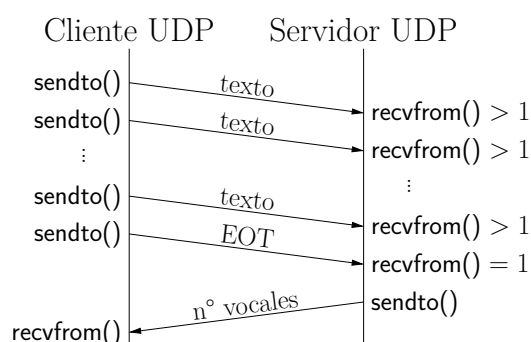 Cliente UDP Servidor UDP
sendto() texto
recvfrom() > 1
sendto() texto
recvfrom() > 1
⋮ ⋮
sendto() texto
recvfrom() > 1
sendto() EOT
recvfrom() = 1
sendto()
n° vocales
recvfrom()